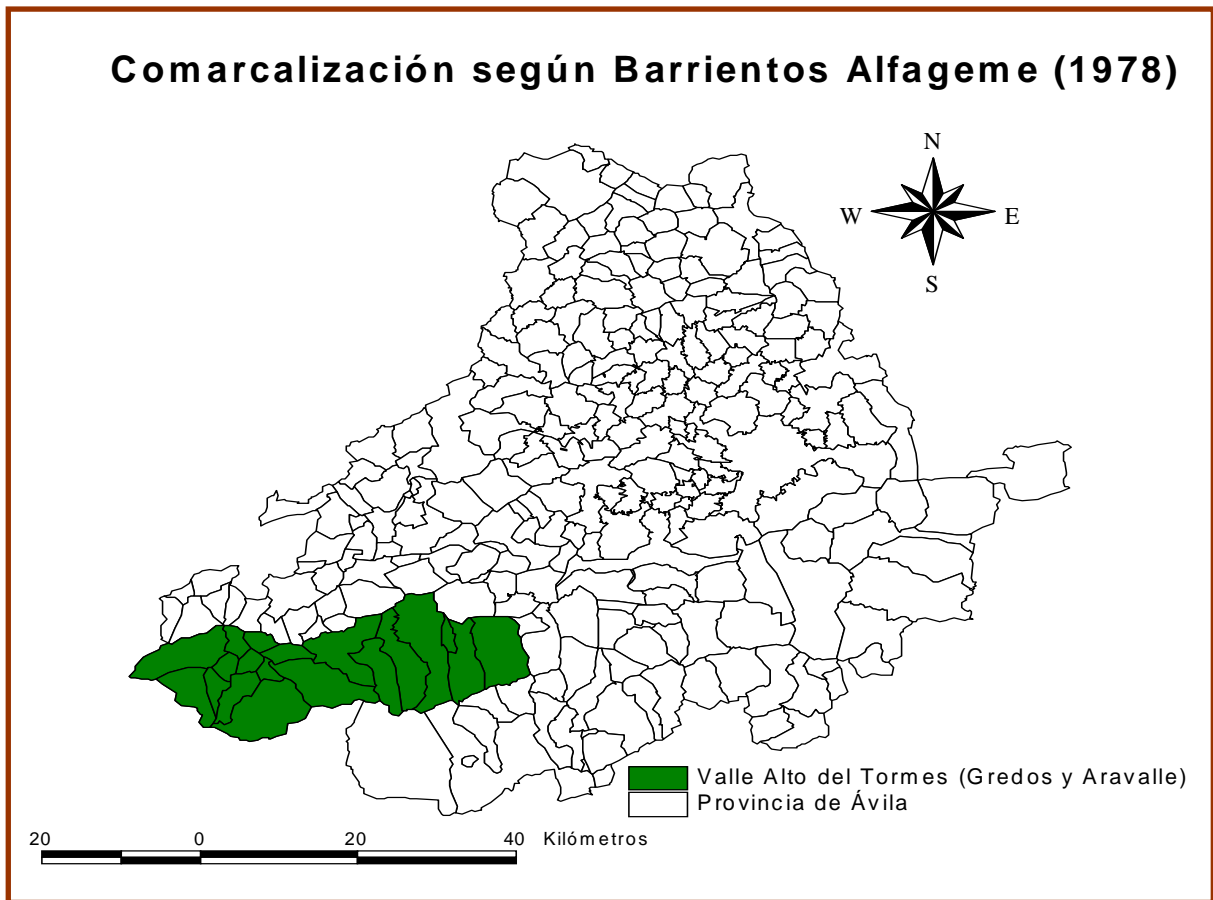 Comarcalización según Barrientos Alfageme (1978)
N
W E
S
Valle Alto del Tormes (Gredos y Aravalle)
Provincia de Ávila
20 0 20 40 Kilómetros